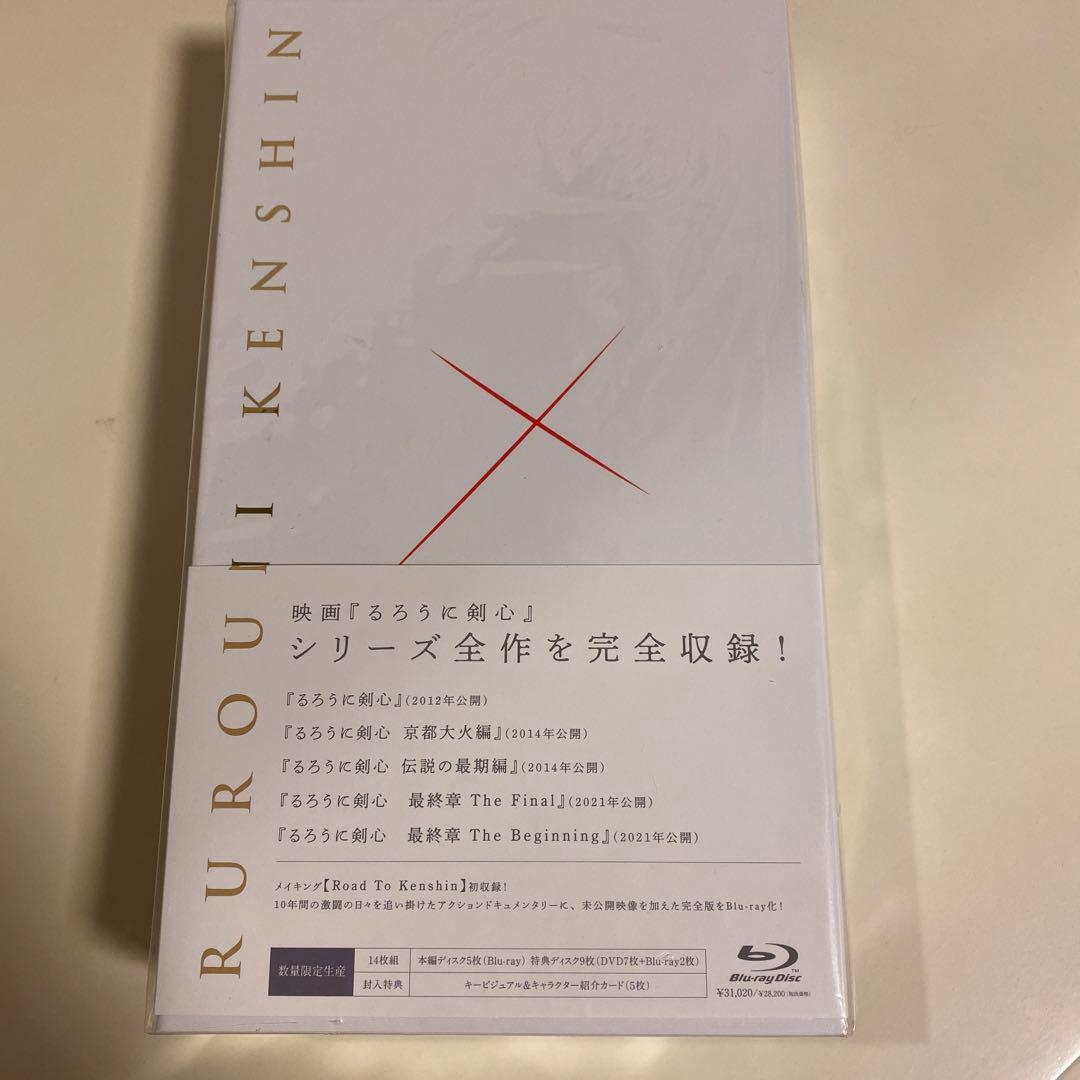 RUROUII KENSHIN
映画『るろうに剣心』
シリーズ全作を完全収録！
『るろうに剣心』(2012年公開)
『るろうに剣心 京都大火編』(2014年公開)
『るろうに剣心 伝説の最期編』(2014年公開)
『るろうに剣心　最終章 The Final』(2021年公開)
『るろうに剣心　最終章 The Beginning』(2021年公開)
メイキング【Road To Kenshin】初収録！
10年間の激闘の日々を追い掛けたアクションドキュメンタリーに、未公開映像を加えた完全版をBlu-ray化！
数量限定生産
14枚組 本編ディスク5枚(Blu-ray) 特典ディスク9枚(DVD7枚+Blu-ray2枚)
封入特典 キービジュアル&キャラクター紹介カード(5枚)
Blu-ray Disc™
¥31,020/¥28,200(税抜価格)